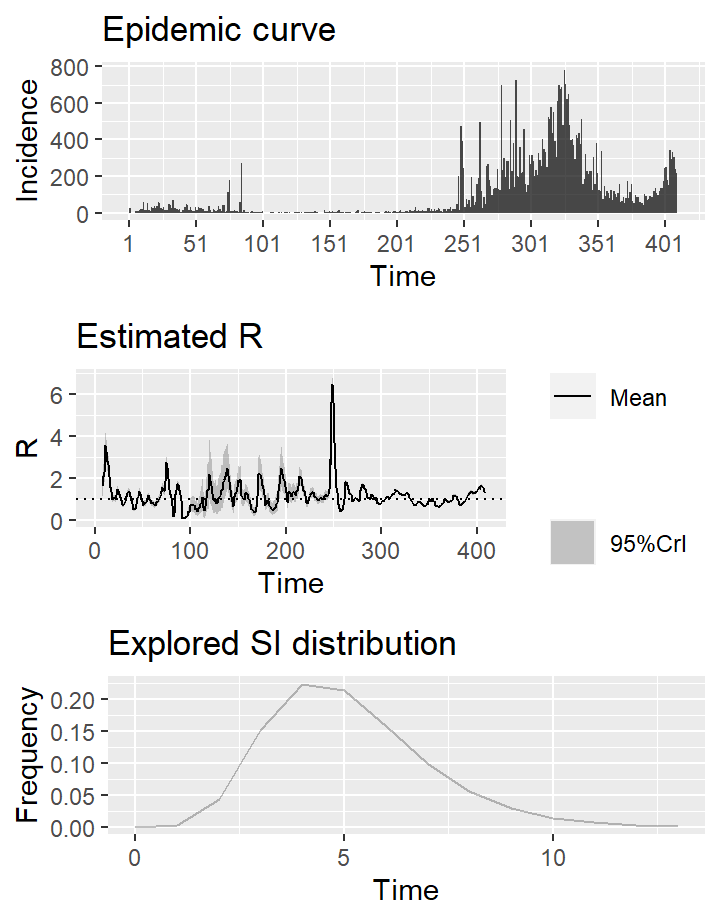 Epidemic curve
800
600
400
200
0
Incidence
1 51 101 151 201 251 301 351 401
Time
Estimated R
6
4
2
0
R
0 100 200 300 400
Time
Mean
95%CrI
Explored SI distribution
0.20
0.15
0.10
0.05
0.00
Frequency
0 5 10
Time